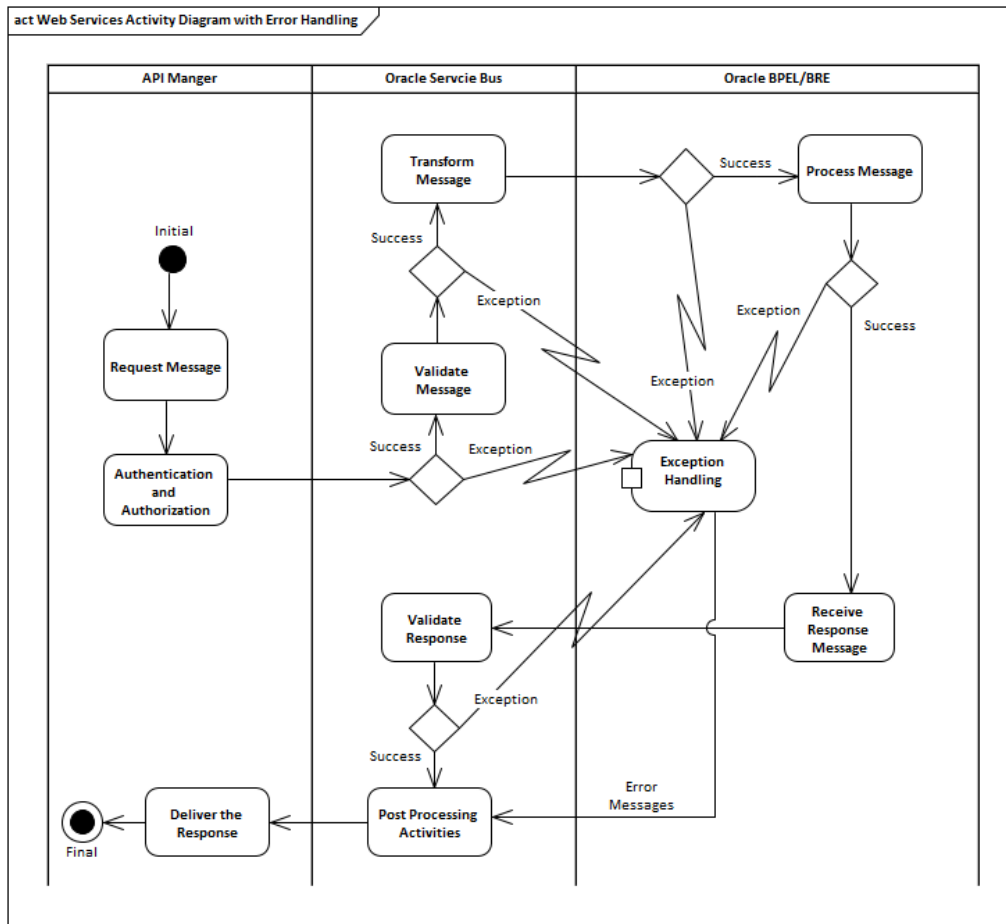 act Web Services Activity Diagram with Error Handling
API Manger
Oracle Servcie Bus
Oracle BPEL/BRE
Transform
Message
Success
Process Message
Initial
Success
Exception
Exception
Success
Request Message
Validate
Message
Exception
Success
Exception
Authentication
and
Authorization
Exception
Handling
Validate
Response
Receive
Response
Message
Exception
Success
Error
Messages
Deliver the
Response
Post Processing
Activities
Final